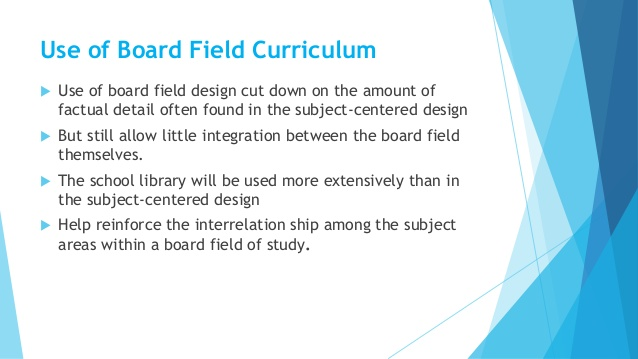 Use of Board Field Curriculum
Use of board field design cut down on the amount of
factual detail often found in the subject-centered design
But still allow little integration between the board field
themselves.
The school library will be used more extensively than in
the subject-centered design
Help reinforce the interrelation ship among the subject
areas within a board field of study.